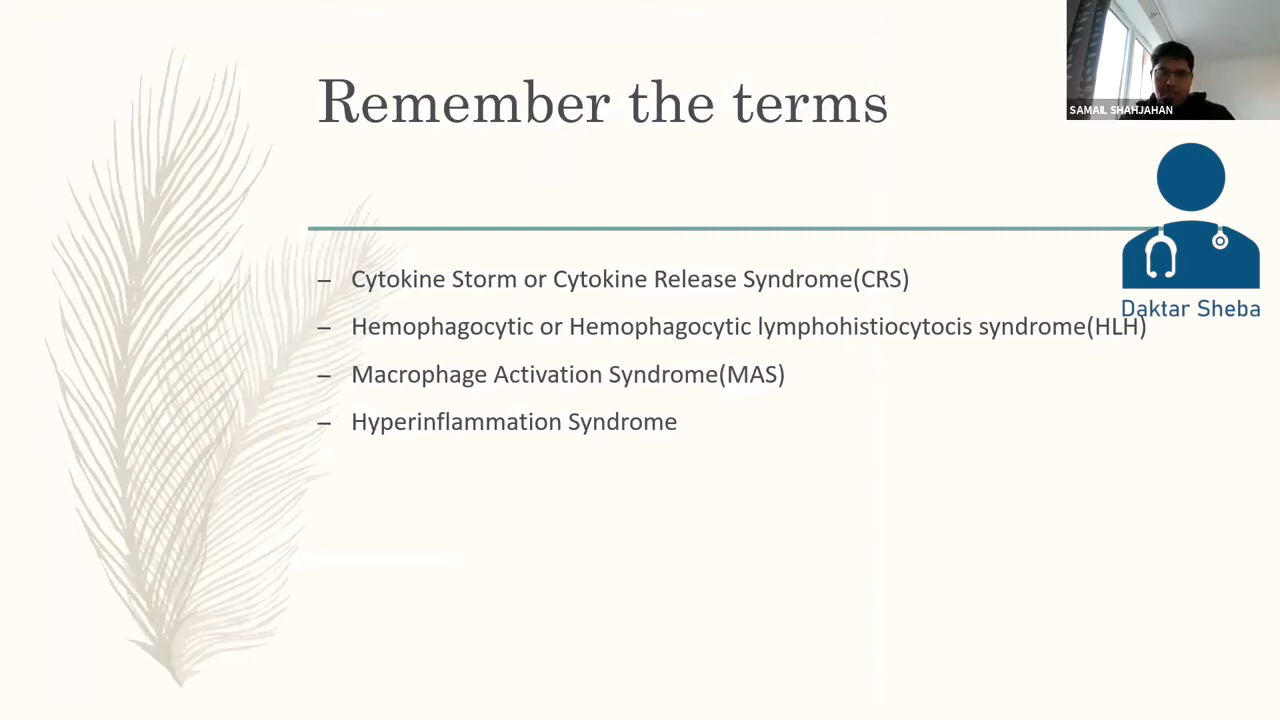 Remember the terms
SAMAIL SHAHJAHAN
– Cytokine Storm or Cytokine Release Syndrome(CRS)
– Hemophagocytic or Hemophagocytic lymphohistiocytocis syndrome(HLH)
– Macrophage Activation Syndrome(MAS)
– Hyperinflammation Syndrome
Daktar Sheba